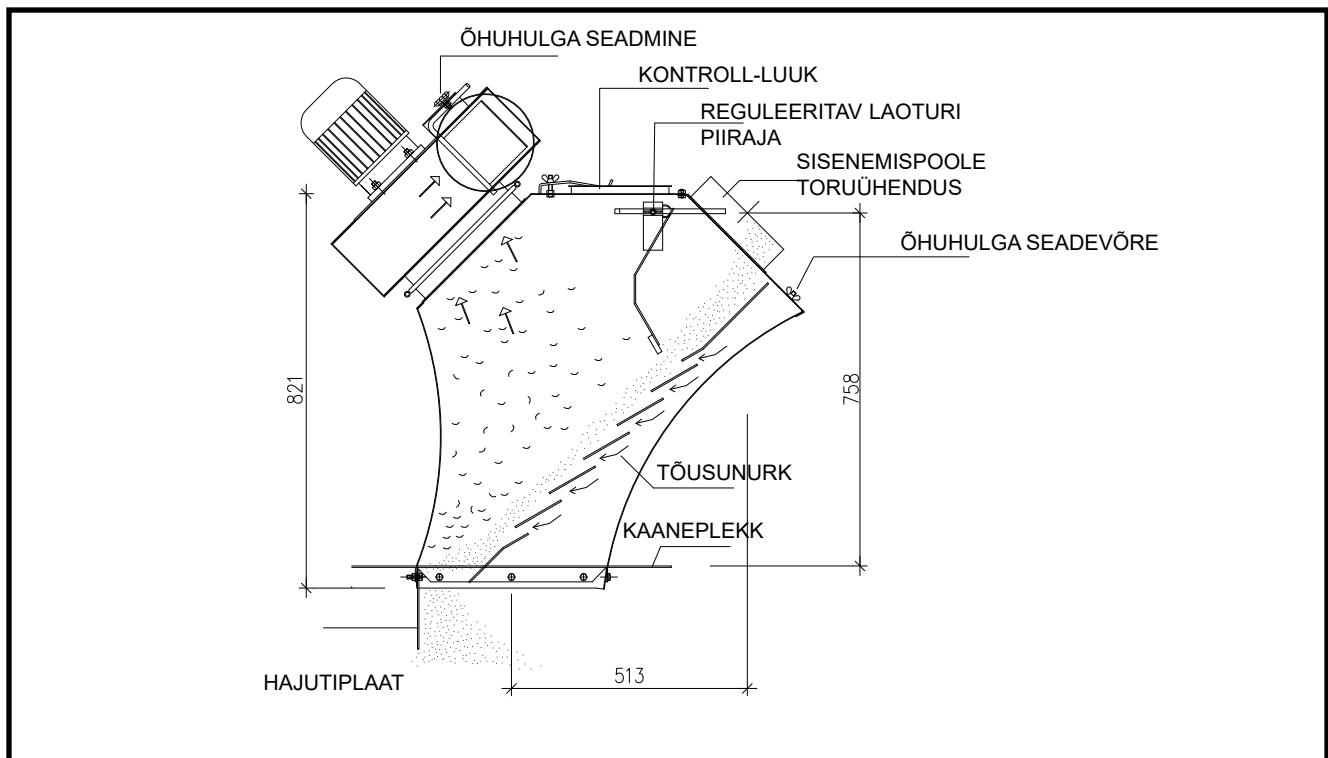 ÕHUHULGA SEADMINE
KONTROLL-LUUK
REGULEERITAV LAOTURI
PIIRAJA
SISENEMISPOOLE
TORUÜHENDUS
ÕHUHULGA SEADEVÕRE
821
758
TÕUSUNURK
KAANEPLEKK
HAJUTIPLAAT
513